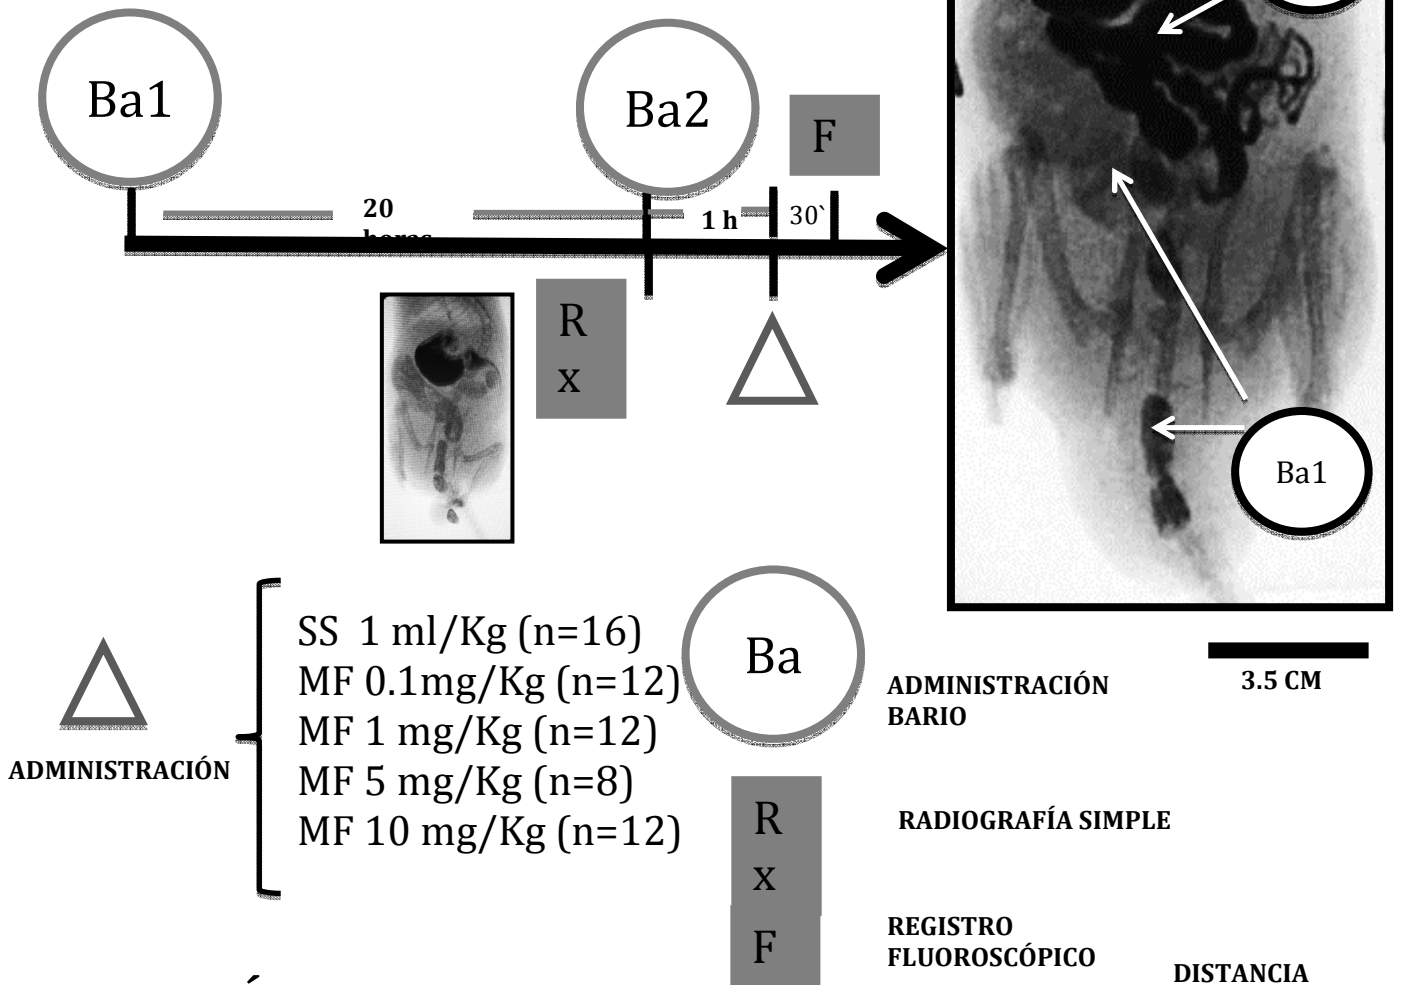 Ba1
Ba2
F
20
horas
1 h
30`
R
x
Ba1
SS 1 ml/Kg (n=16)
MF 0.1mg/Kg (n=12)
MF 1 mg/Kg (n=12)
MF 5 mg/Kg (n=8)
MF 10 mg/Kg (n=12)
ADMINISTRACIÓN
Ba
ADMINISTRACIÓN
BARIO
3.5 CM
R
x
RADIOGRAFÍA SIMPLE
F
REGISTRO
FLUOROSCÓPICO
DISTANCIA